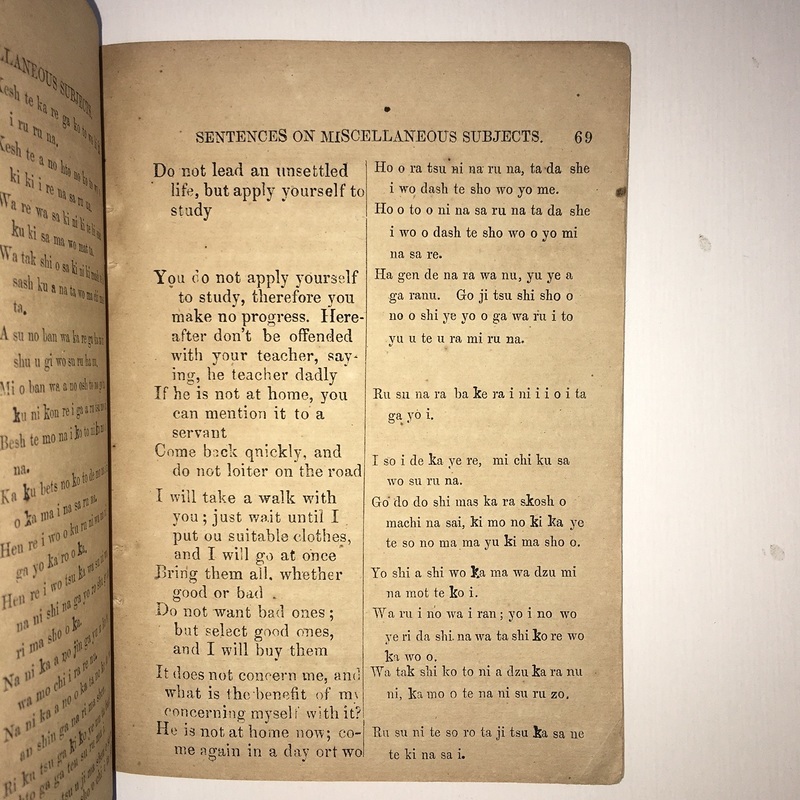 SENTENCES ON MISCELLANEOUS SUBJECTS. 69
Do not lead an unsettled
life, but apply yourself to
study
Ho o ra tsu ni na ru na, ta da she
i wo dash te sho wo yo me.
Ho o to o ni na sa ru na ta da she
i wo o dash te sho wo o yo mi
na sa re.
You do not apply yourself
to study, therefore you
make no progress. Here-
after don't be offended
with your teacher, say-
ing, he teacher dadly
Ha gen de na ra wa nu, yu ye a
ga ranu. Go ji tsu shi sho o
no o shi ye yo o ga wa ru i to
yu u te u ra mi ru na.
If he is not at home, you
can mention it to a
servant
Ru su na ra ba ke ra i ni i i o i ta
ga yo i.
Come back qnickly, and
do not loiter on the road
I so i de ka ye re, mi chi ku sa
wo su ru na.
I will take a walk with
you; just wait until I
put ou suitable clothes,
and I will go at once
Go do do shi mas ka ra skosh o
machi na sai, ki mo no ki ka ye
te so no ma ma yu ki ma sho o.
Bring them all, whether
good or bad .
Yo shi a shi wo ka ma wa dzu mi
na mot te ko i.
Do not want bad ones;
but select good ones,
and I will buy them
Wa ru i no wa i ran; yo i no wo
ye ri da shi na wa ta shi ko re wo
ka wo o.
It does not concern me, and
what is the benefit of my
concerning myself with it?
Wa tak shi ko to ni a dzu ka ra nu
ni, ka mo o te na ni su ru zo.
He is not at home now; co-
me again in a day ort wo
Ru su ni te so ro ta ji tsu ka sa ne
te ki na sa i.